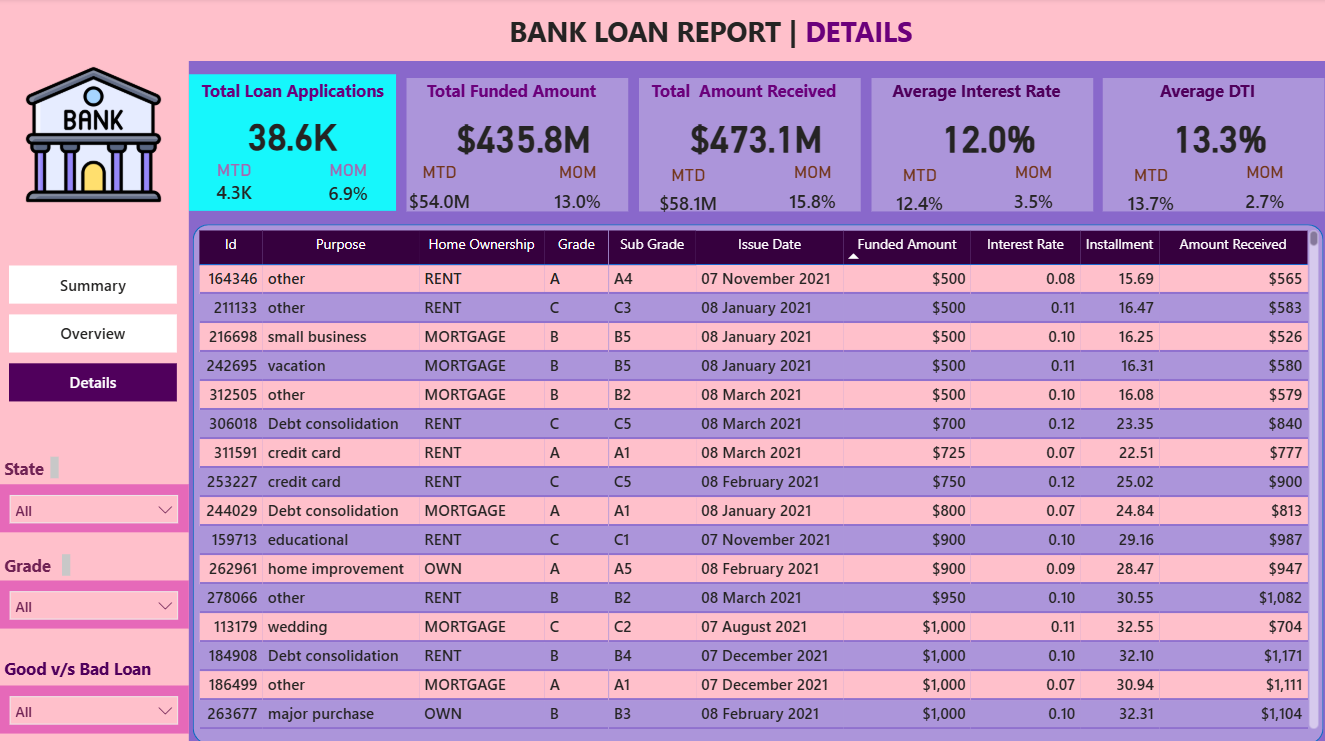 BANK LOAN REPORT | DETAILS
BANK
Total Loan Applications
38.6K
MTD MOM
4.3K 6.9%
Total Funded Amount
$435.8M
MTD MOM
$54.0M 13.0%
Total Amount Received
$473.1M
MTD MOM
$58.1M 15.8%
Average Interest Rate
12.0%
MTD MOM
12.4% 3.5%
Average DTI
13.3%
MTD MOM
13.7% 2.7%
Summary
Overview
Details
State
All
Grade
All
Good v/s Bad Loan
All
Id Purpose Home Ownership Grade Sub Grade Issue Date Funded Amount Interest Rate Installment Amount Received
164346 other RENT A A4 07 November 2021 $500 0.08 15.69 $565
211133 other RENT C C3 08 January 2021 $500 0.11 16.47 $583
216698 small business MORTGAGE B B5 08 January 2021 $500 0.10 16.25 $526
242695 vacation MORTGAGE B B5 08 January 2021 $500 0.11 16.31 $580
312505 other MORTGAGE B B2 08 March 2021 $500 0.10 16.08 $579
306018 Debt consolidation RENT C C5 08 March 2021 $700 0.12 23.35 $840
311591 credit card RENT A A1 08 March 2021 $725 0.07 22.51 $777
253227 credit card RENT C C5 08 February 2021 $750 0.12 25.02 $900
244029 Debt consolidation MORTGAGE A A1 08 January 2021 $800 0.07 24.84 $813
159713 educational RENT C C1 07 November 2021 $900 0.10 29.16 $987
262961 home improvement OWN A A5 08 February 2021 $900 0.09 28.47 $947
278066 other RENT B B2 08 March 2021 $950 0.10 30.55 $1,082
113179 wedding MORTGAGE C C2 07 August 2021 $1,000 0.11 32.55 $704
184908 Debt consolidation RENT B B4 07 December 2021 $1,000 0.10 32.10 $1,171
186499 other MORTGAGE A A1 07 December 2021 $1,000 0.07 30.94 $1,111
263677 major purchase OWN B B3 08 February 2021 $1,000 0.10 32.31 $1,104